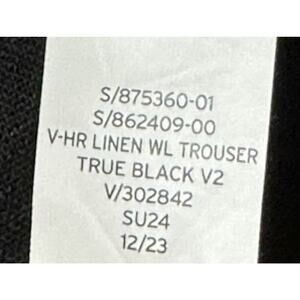 S/875360-01
S/862409-00
V-HR LINEN WL TROUSER
TRUE BLACK V2
V/302842
SU24
12/23